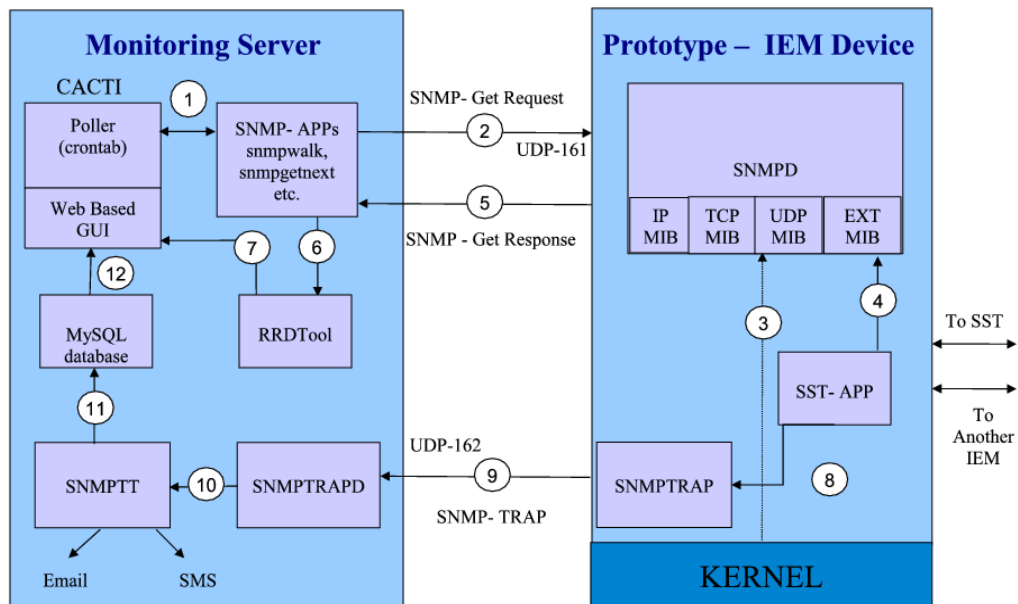 Monitoring Server
CACTI
Poller
(crontab)
Web Based
GUI
1
SNMP- APPs
snmpwalk,
snmpgetnext
etc.
7
6
12
MySQL
database
RRDTool
11
SNMPTT
10
SNMPTRAPD
Email
SMS
SNMP- Get Request
2
UDP-161
5
SNMP - Get Response
UDP-162
9
SNMP- TRAP
Prototype – IEM Device
SNMPD
IP
MIB
TCP
MIB
UDP
MIB
EXT
MIB
3
4
SST- APP
SNMPTRAP
8
KERNEL
To SST
To
Another
IEM